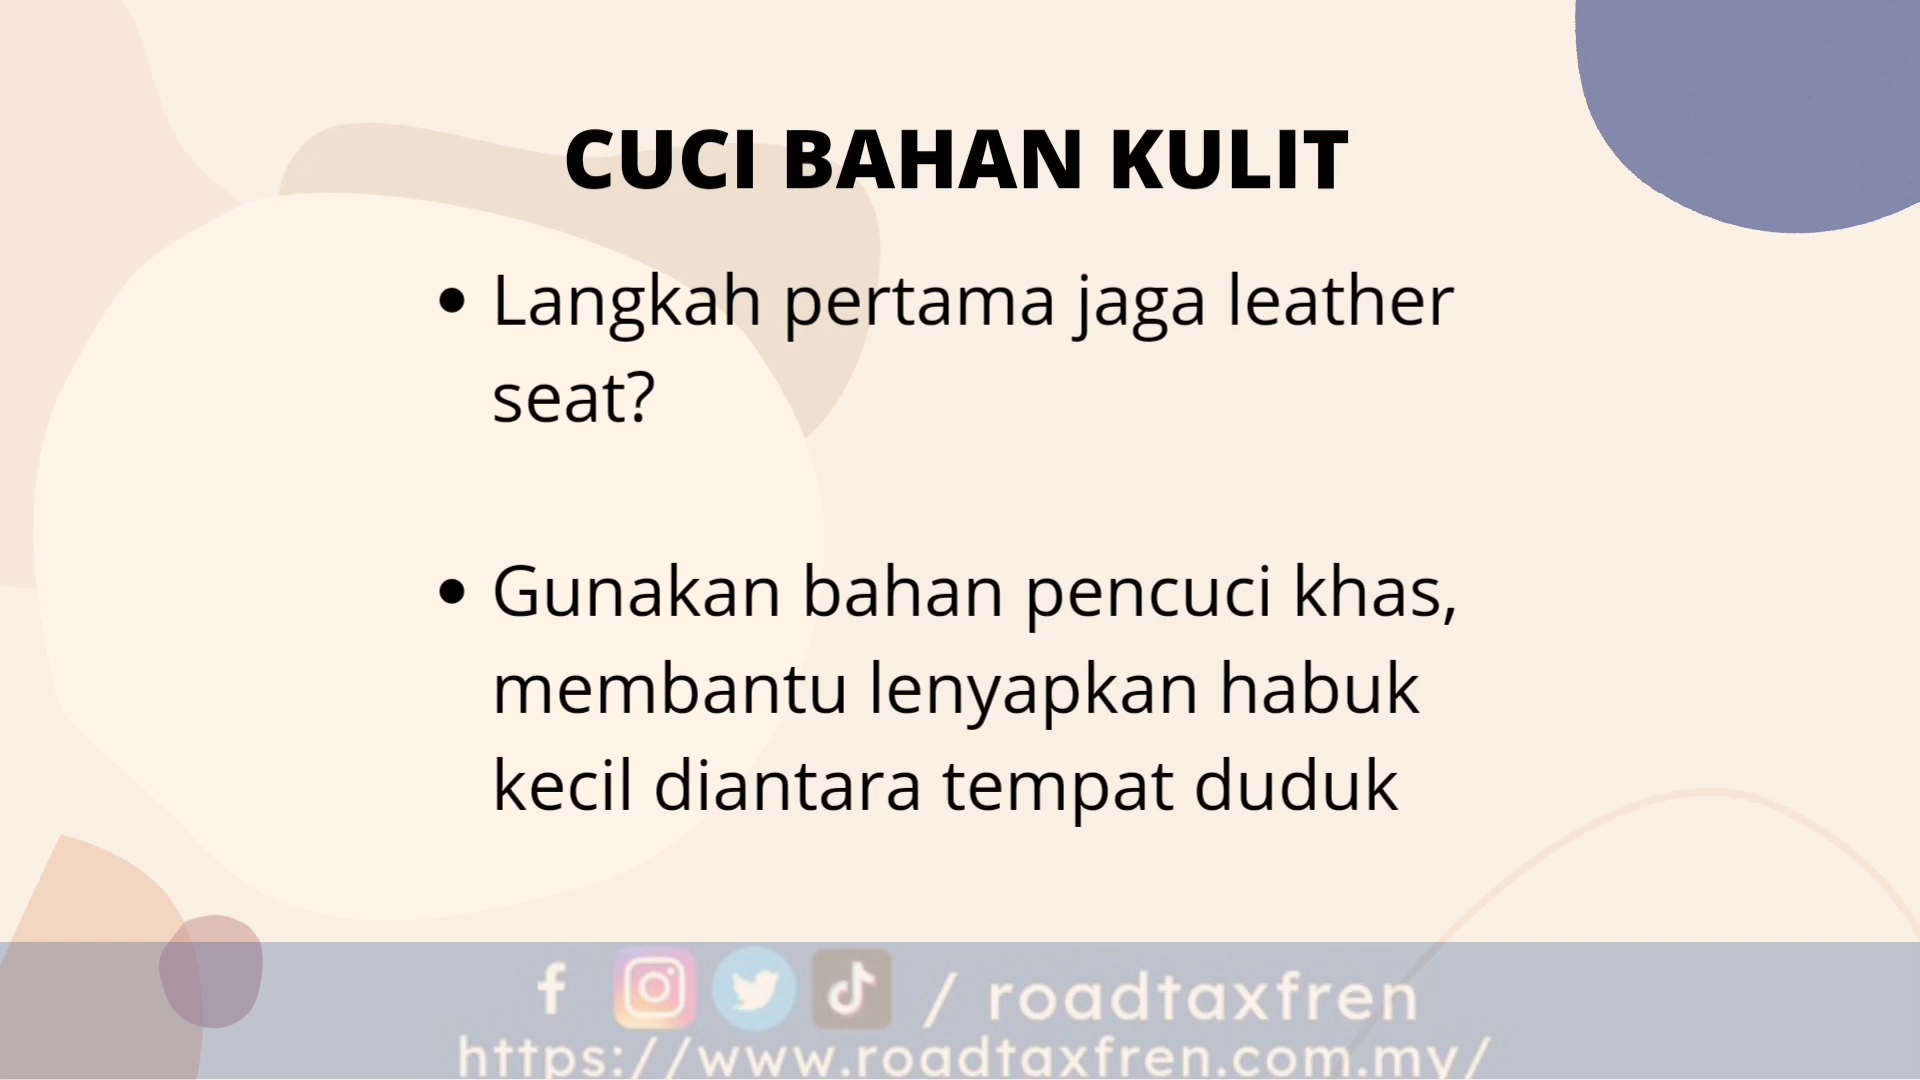 CUCI BAHAN KULIT
Langkah pertama jaga leather
seat?
Gunakan bahan pencuci khas,
membantu lenyapkan habuk
kecil diantara tempat duduk
/ roadtaxfren
https://www.roadtaxfren.com.my/